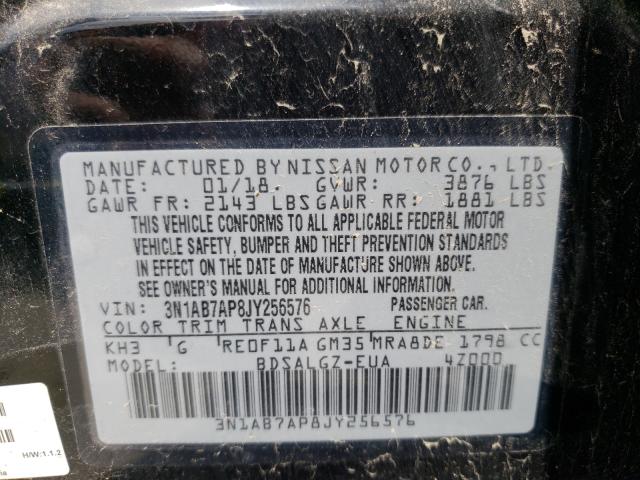 MANUFACTURED BY NISSAN MOTOR CO., LTD.
DATE: 01/18 GVWR: 3876 LBS
GAWR FR: 2143 LBS GAWR RR: 1881 LBS
THIS VEHICLE CONFORMS TO ALL APPLICABLE FEDERAL MOTOR
VEHICLE SAFETY, BUMPER AND THEFT PREVENTION STANDARDS
IN EFFECT ON THE DATE OF MANUFACTURE SHOWN ABOVE.
SEE OWNER'S MANUAL FOR ADDITIONAL INFORMATION.
VIN: 3N1AB7AP8JY256576 PASSENGER CAR.
COLOR TRIM TRANS AXLE ENGINE
KH3 G RE0F11A GM35 MRA8DE 1798 CC
MODEL: BDSALGZ-EUA 4Z000
3N1AB7AP8JY256576
H/W:1.1.2